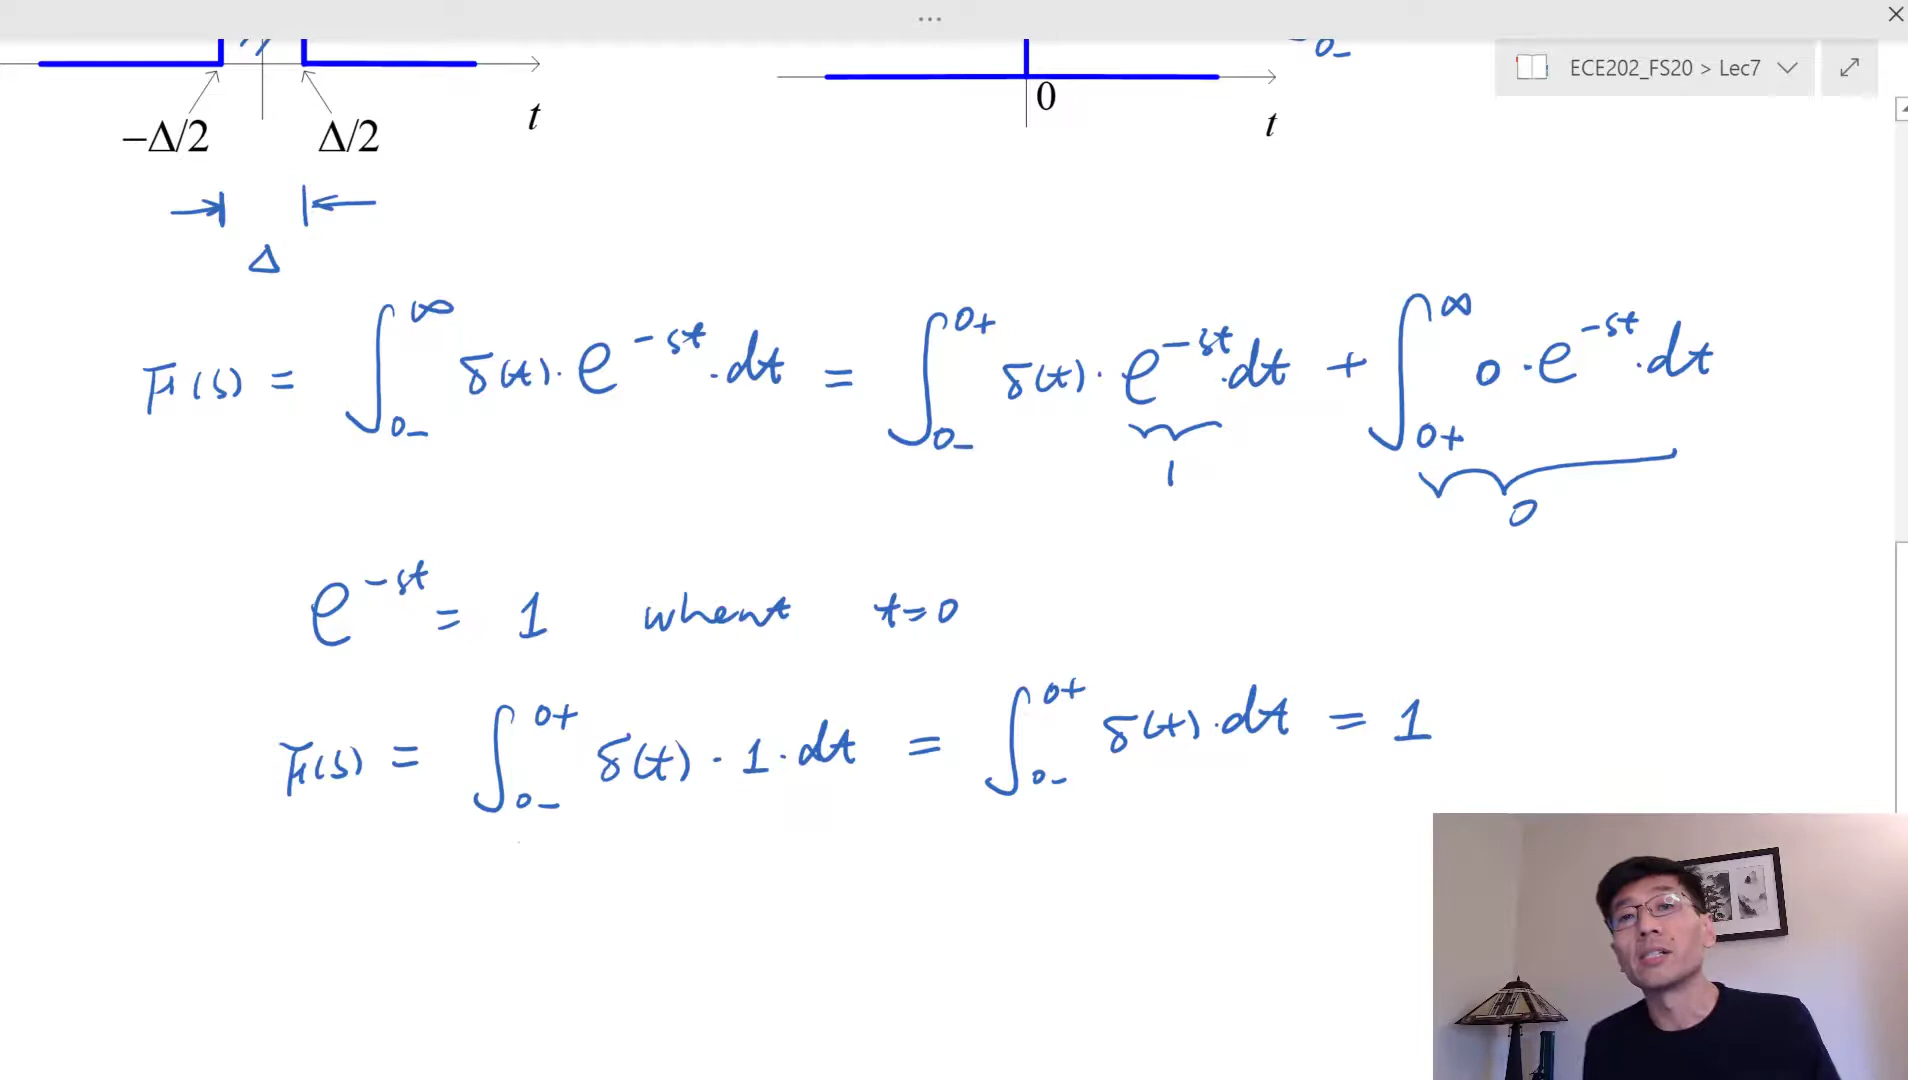 ...
0-
ECE202_FS20 > Lec7
0
−Δ/2 Δ/2 t t
Δ
F(s) = ∫_{0-}^{∞} δ(t)·e^{-st}·dt = ∫_{0-}^{0+} δ(t)·e^{-st}·dt + ∫_{0+}^{∞} 0·e^{-st}·dt
1
0
e^{-st} = 1 whent t=0
F(s) = ∫_{0-}^{0+} δ(t)·1·dt = ∫_{0-}^{0+} δ(t)·dt = 1